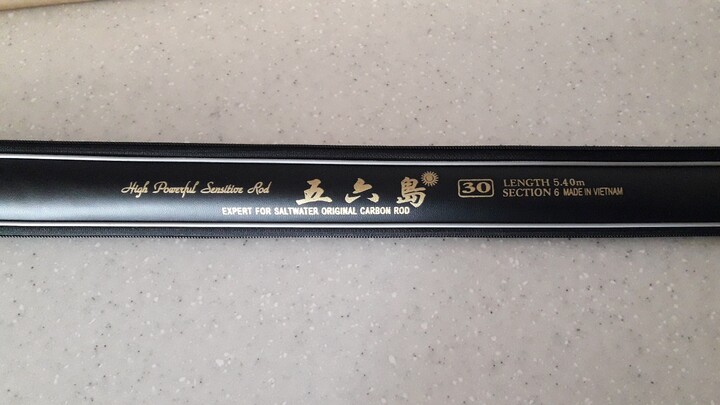 High Powerful Sensitive Rod 五六島 30 LENGTH 5.40m
EXPERT FOR SALTWATER ORIGINAL CARBON ROD SECTION 6 MADE IN VIETNAM